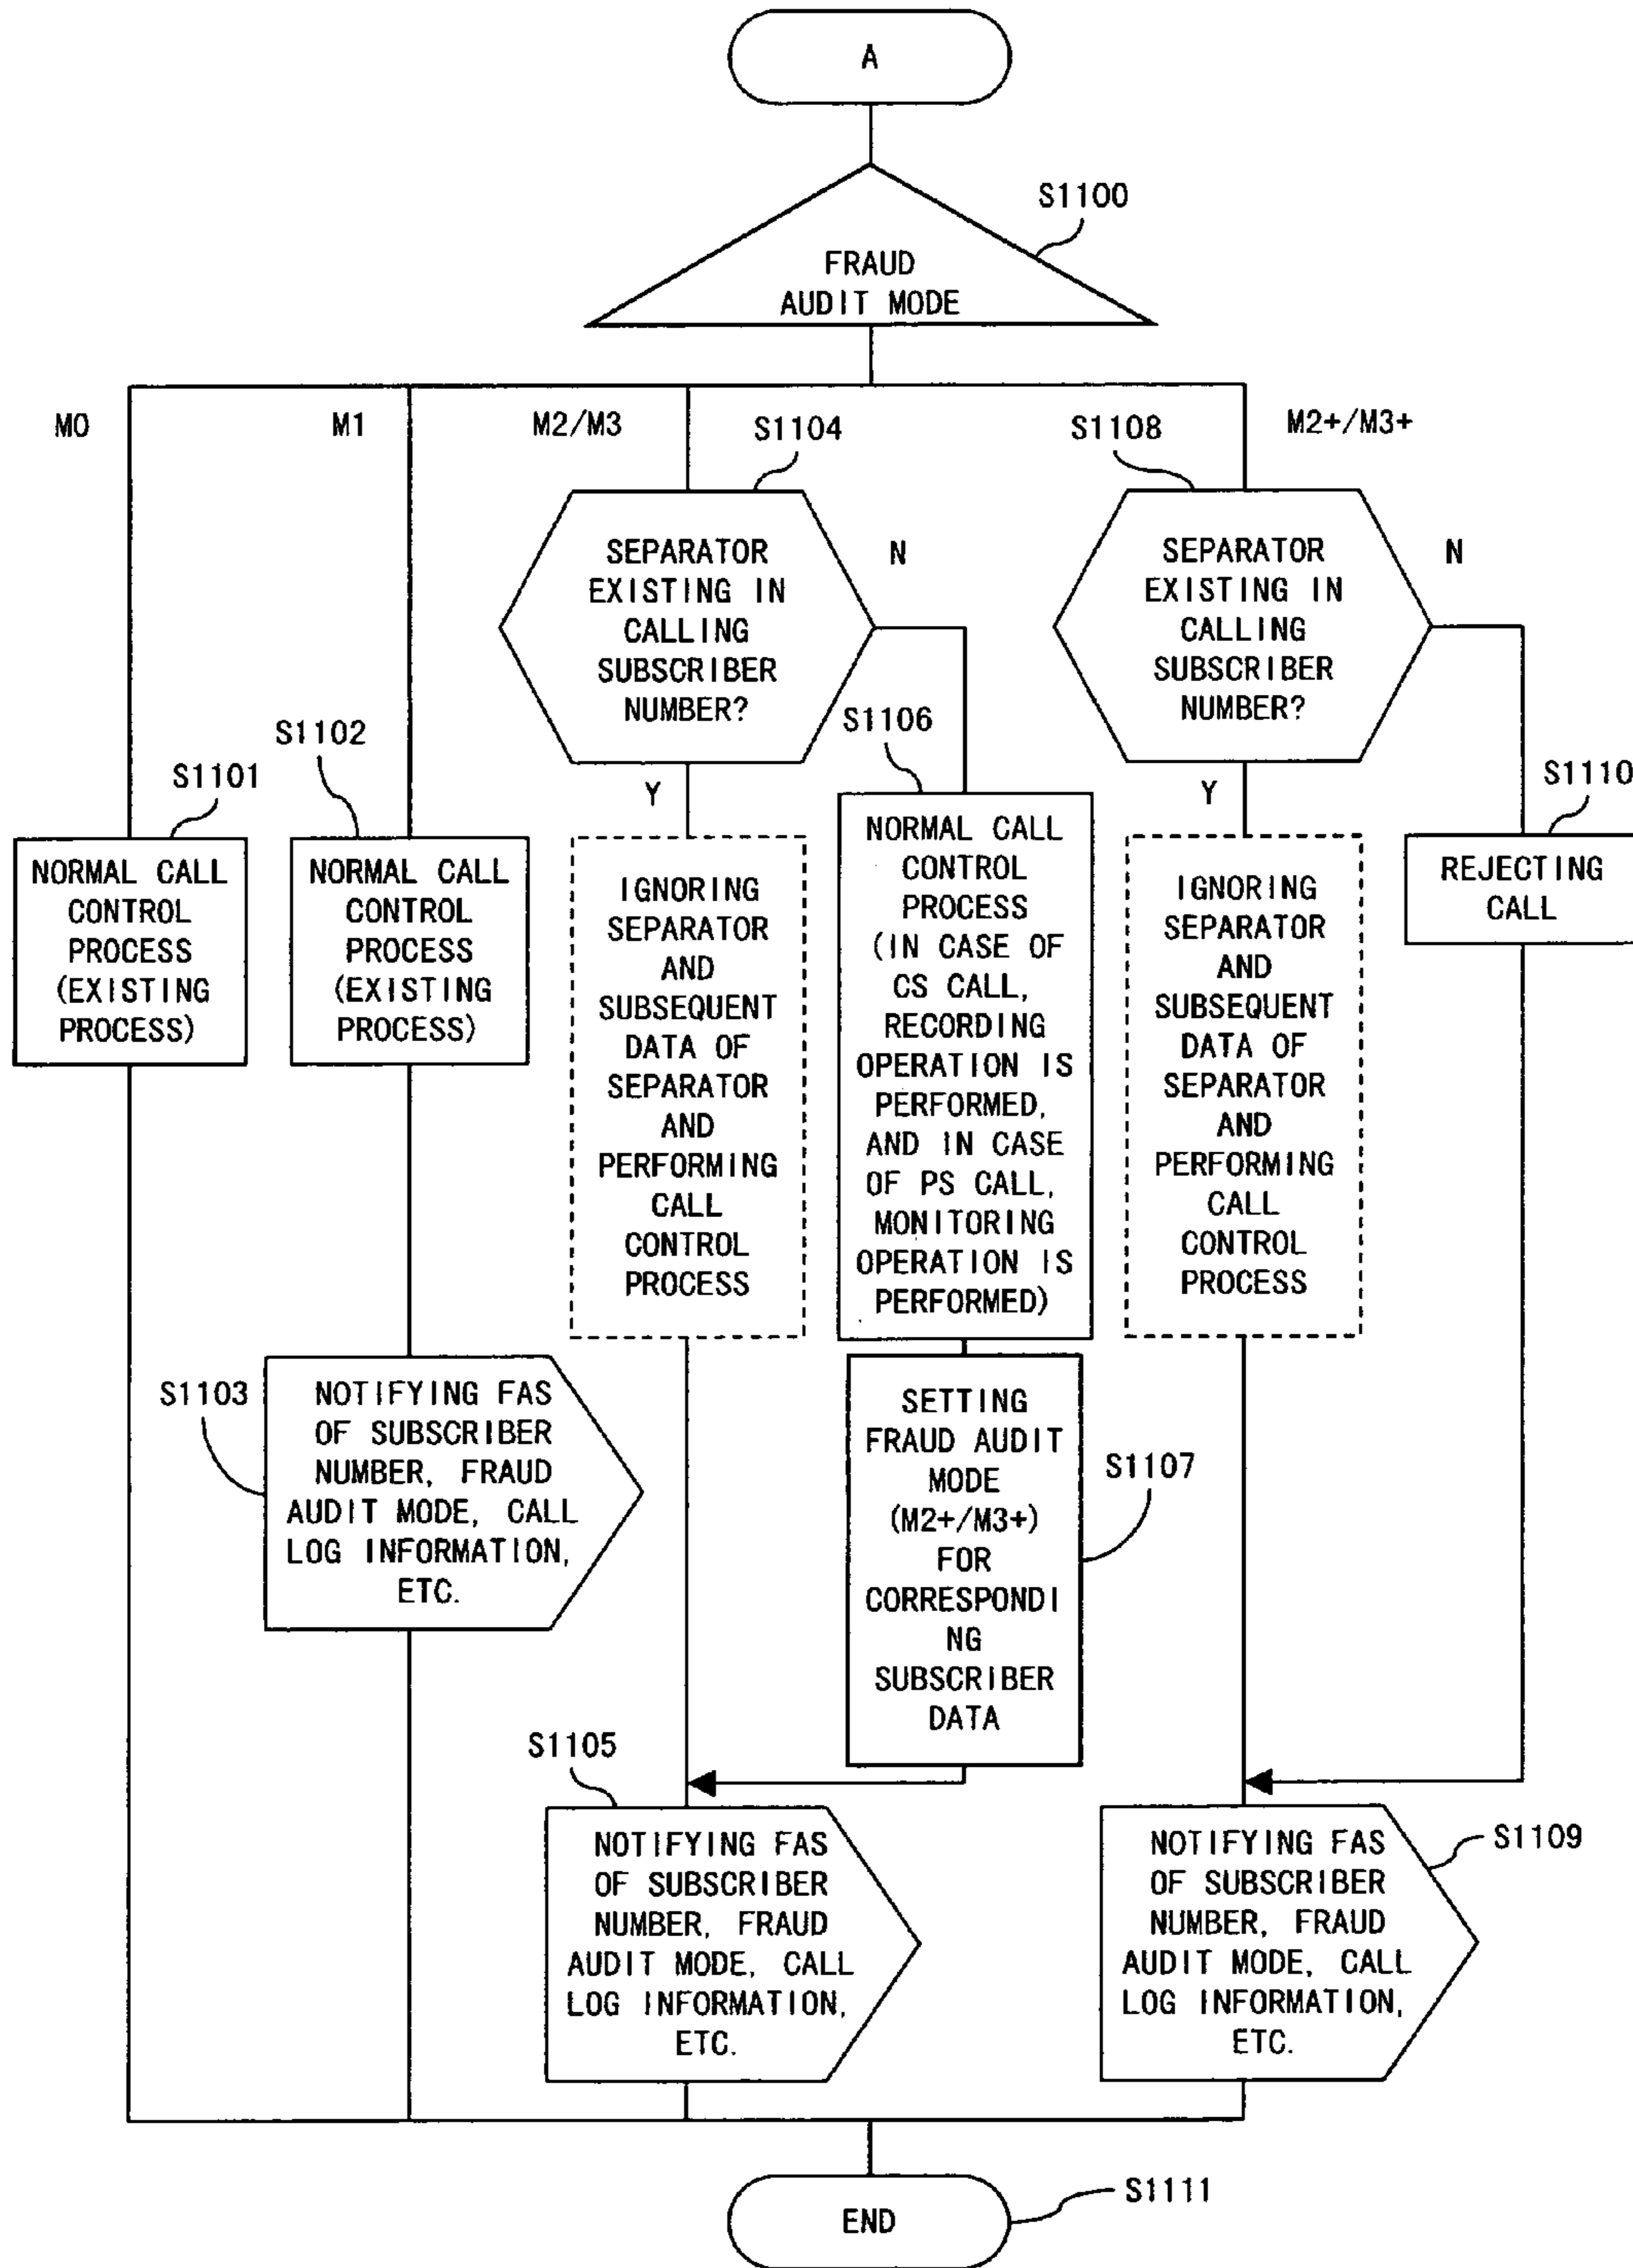 A
S1100
FRAUD
AUDIT MODE
M0
M1
M2/M3
S1104
S1108
M2+/M3+
SEPARATOR
EXISTING IN
CALLING
SUBSCRIBER
NUMBER?
N
SEPARATOR
EXISTING IN
CALLING
SUBSCRIBER
NUMBER?
N
S1101
S1102
Y
S1106
Y
S1110
NORMAL CALL
CONTROL
PROCESS
(EXISTING
PROCESS)
NORMAL CALL
CONTROL
PROCESS
(EXISTING
PROCESS)
IGNORING
SEPARATOR
AND
SUBSEQUENT
DATA OF
SEPARATOR
AND
PERFORMING
CALL
CONTROL
PROCESS
NORMAL CALL
CONTROL
PROCESS
(IN CASE OF
CS CALL,
RECORDING
OPERATION IS
PERFORMED,
AND IN CASE
OF PS CALL,
MONITORING
OPERATION IS
PERFORMED)
IGNORING
SEPARATOR
AND
SUBSEQUENT
DATA OF
SEPARATOR
AND
PERFORMING
CALL
CONTROL
PROCESS
REJECTING
CALL
S1103
NOTIFYING FAS
OF SUBSCRIBER
NUMBER, FRAUD
AUDIT MODE, CALL
LOG INFORMATION,
ETC.
SETTING
FRAUD AUDIT
MODE
(M2+/M3+)
FOR
CORRESPONDI
NG
SUBSCRIBER
DATA
S1107
S1105
NOTIFYING FAS
OF SUBSCRIBER
NUMBER, FRAUD
AUDIT MODE, CALL
LOG INFORMATION,
ETC.
NOTIFYING FAS
OF SUBSCRIBER
NUMBER, FRAUD
AUDIT MODE, CALL
LOG INFORMATION,
ETC.
S1109
END
S1111